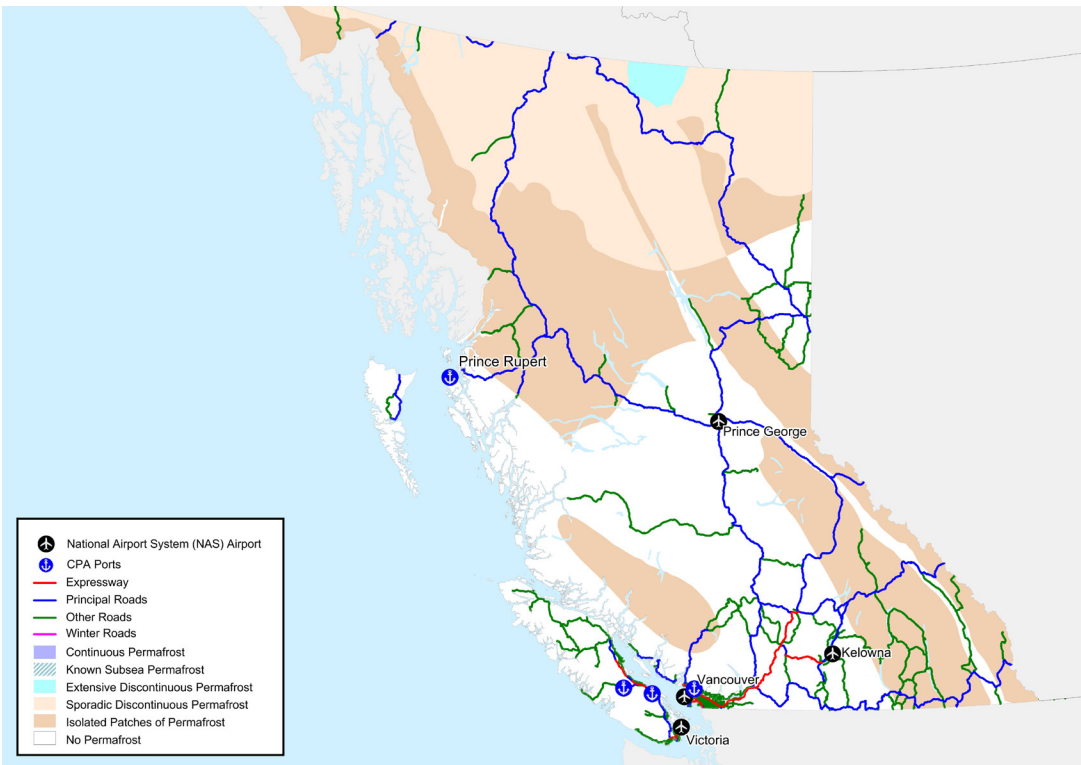 Prince Rupert
Prince George
Kelowna
Vancouver
Victoria
National Airport System (NAS) Airport
CPA Ports
Expressway
Principal Roads
Other Roads
Winter Roads
Continuous Permafrost
Known Subsea Permafrost
Extensive Discontinuous Permafrost
Sporadic Discontinuous Permafrost
Isolated Patches of Permafrost
No Permafrost